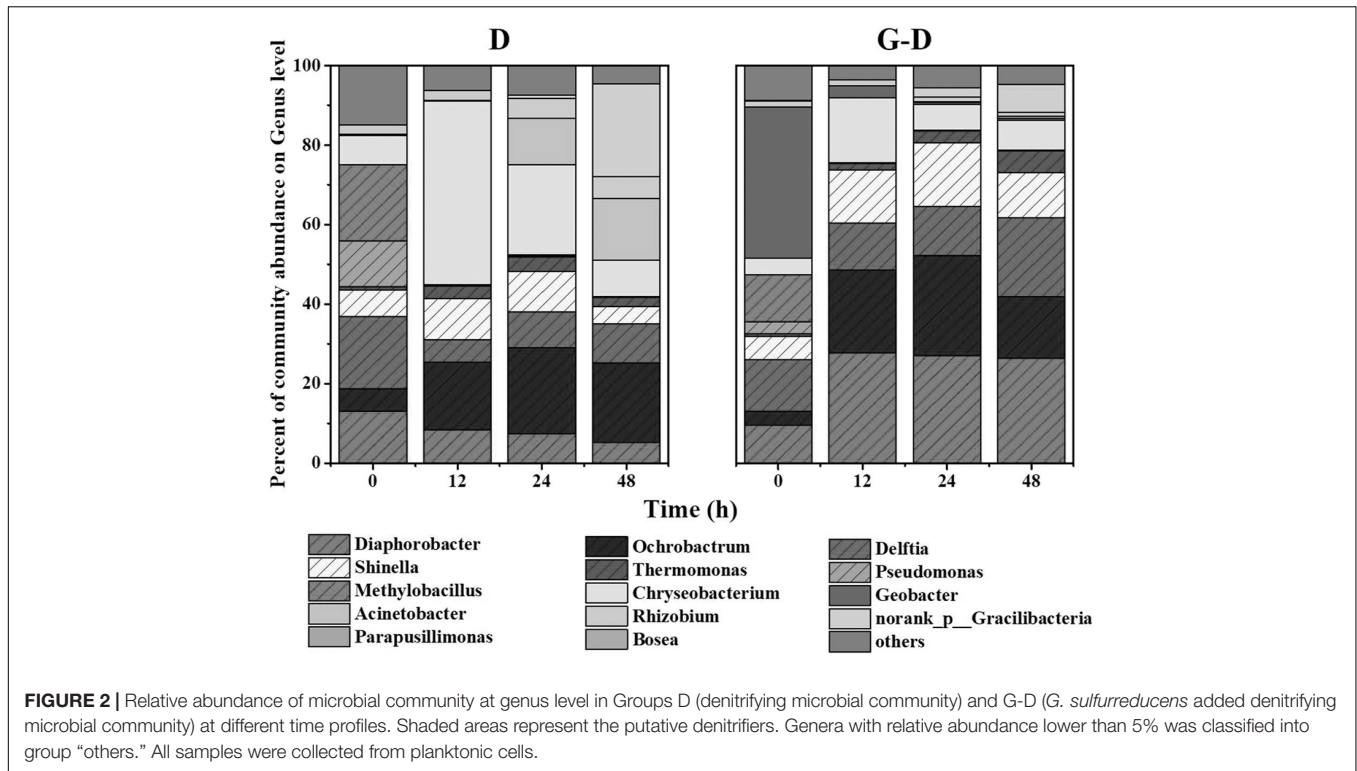 D
G-D
Percent of community abundance on Genus level
100
80
60
40
20
0
0 12 24 48
0 12 24 48
Time (h)
Diaphorobacter
Ochrobactrum
Delftia
Shinella
Thermomonas
Pseudomonas
Methylobacillus
Chryseobacterium
Geobacter
Acinetobacter
Rhizobium
norank_p__Gracilibacteria
Parapusillimonas
Bosea
others
FIGURE 2 | Relative abundance of microbial community at genus level in Groups D (denitrifying microbial community) and G-D (G. sulfurreducens added denitrifying
microbial community) at different time profiles. Shaded areas represent the putative denitrifiers. Genera with relative abundance lower than 5% was classified into
group “others.” All samples were collected from planktonic cells.